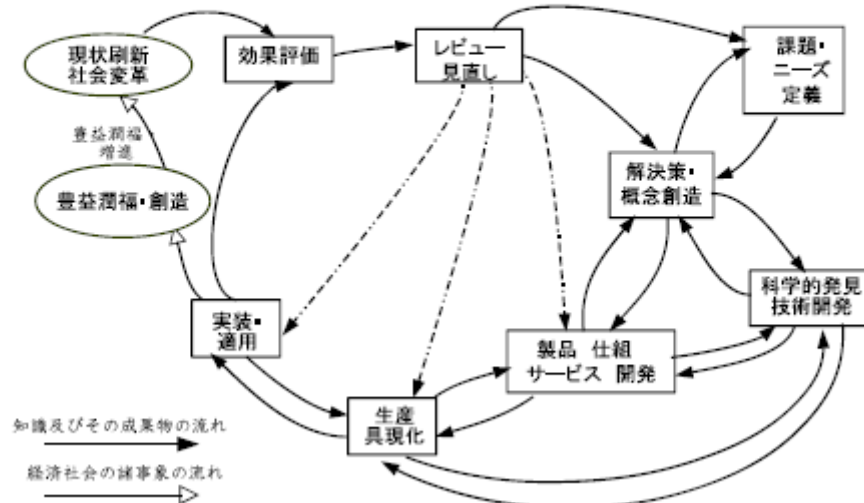 現状刷新
社会変革
効果評価
レビュー
見直し
課題・
ニーズ
定義
豊益潤福・
増進
豊益潤福・創造
解決策・
概念創造
科学的発見
技術開発
実装・
適用
製品 仕組
サービス 開発
生産
具現化
知識及びその成果物の流れ
経済社会の諸事象の流れ